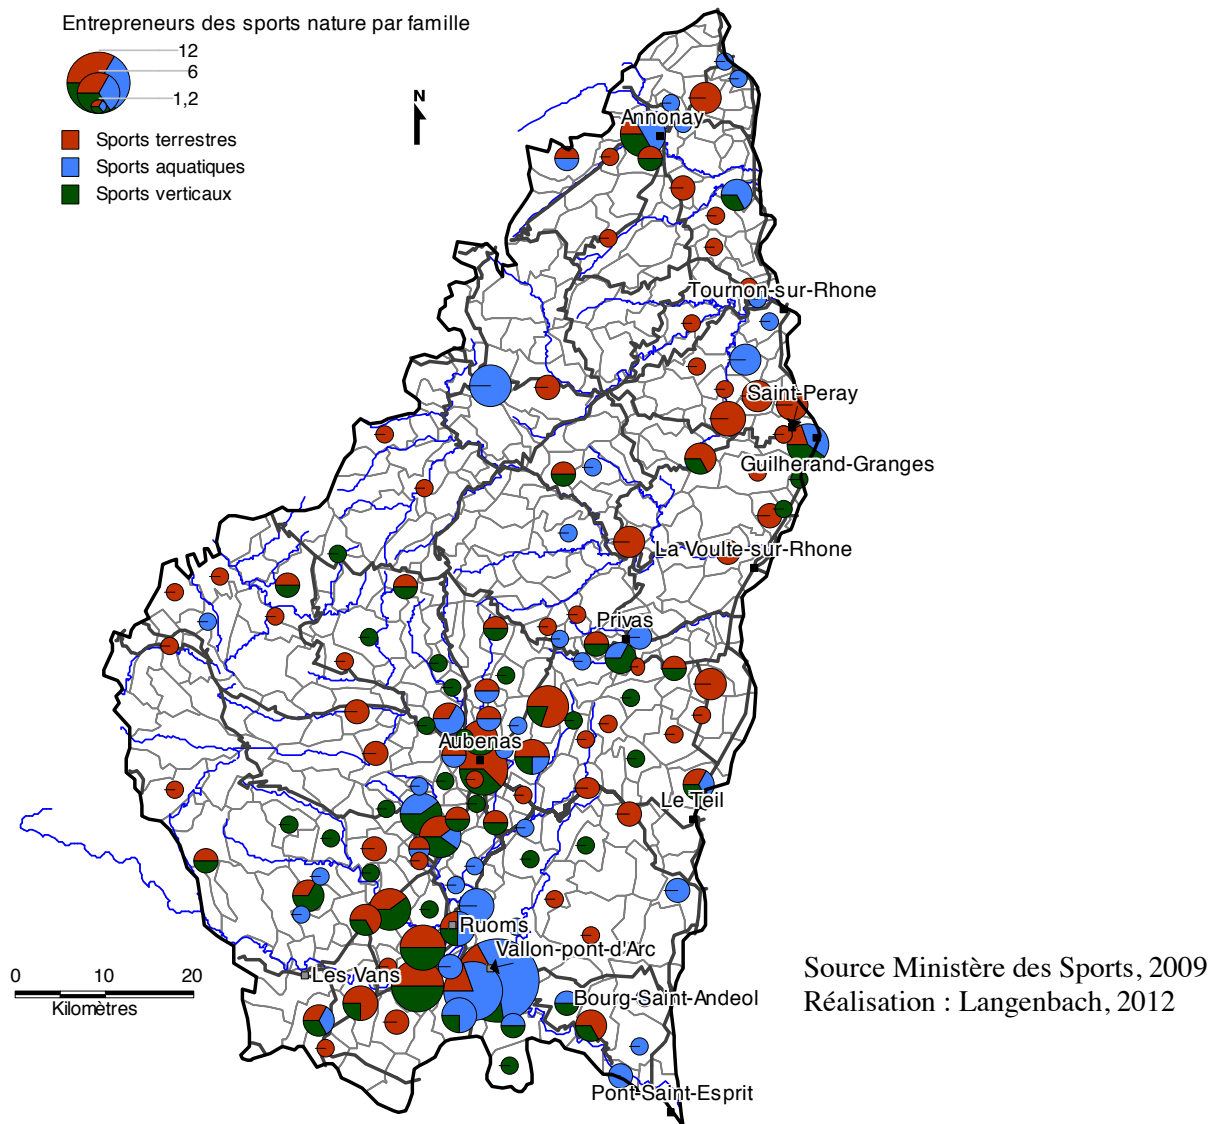 Entrepreneurs des sports nature par famille
12
6
1,2
Sports terrestres
Sports aquatiques
Sports verticaux
N
Annonay
Tournon-sur-Rhone
Saint-Peray
Guilherand-Granges
La Voulte-sur-Rhone
Privas
Aubenas
Le Teil
Ruoms
Vallon-pont-d'Arc
Les Vans
Bourg-Saint-Andeol
Pont-Saint-Esprit
0 10 20
Kilomètres
Source Ministère des Sports, 2009
Réalisation : Langenbach, 2012